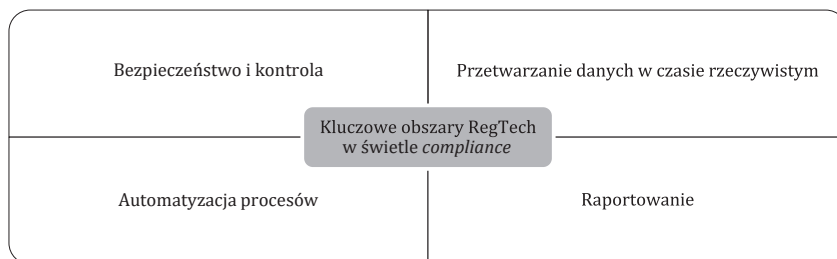 Bezpieczeństwo i kontrola
Przetwarzanie danych w czasie rzeczywistym
Kluczowe obszary RegTech
w świetle compliance
Automatyzacja procesów
Raportowanie